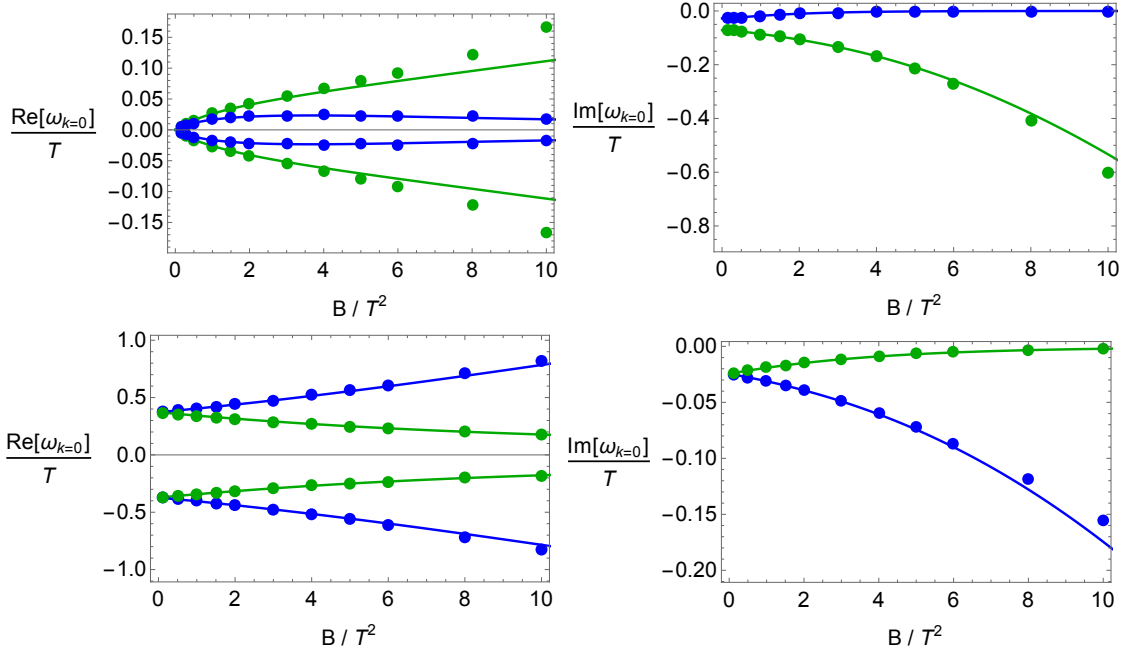 0.15
0.10
0.05
0.00
−0.05
−0.10
−0.15
Re[ω_{k=0}]
T
0 2 4 6 8 10
B / T²
0.0
−0.2
−0.4
−0.6
−0.8
Im[ω_{k=0}]
T
0 2 4 6 8 10
B / T²
1.0
0.5
0.0
−0.5
−1.0
Re[ω_{k=0}]
T
0 2 4 6 8 10
B / T²
0.00
−0.05
−0.10
−0.15
−0.20
Im[ω_{k=0}]
T
0 2 4 6 8 10
B / T²